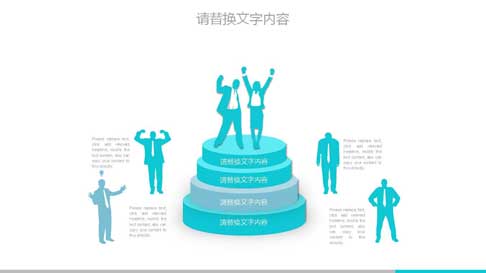 请替换文字内容
Please replace text,
click add relevant
headline, modify the
text content, also can
copy your content to
this directly.
Please replace text,
click add relevant
headline, modify the
text content, also can
copy your content to
this directly.
请替换文字内容
请替换文字内容
请替换文字内容
请替换文字内容
Please replace text,
click add relevant
headline, modify the
text content, also can
copy your content to
this directly.
Please replace text,
click add relevant
headline, modify the
text content, also
can copy your
content to this
directly.